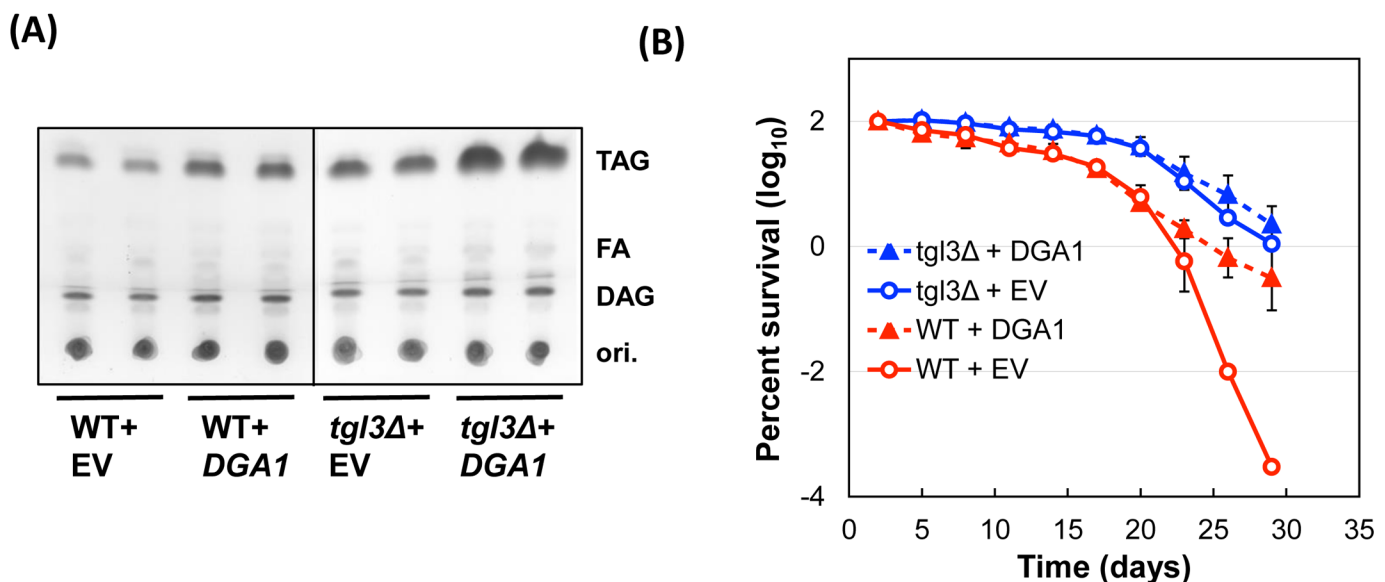 (A)
TAG
FA
DAG
ori.
WT+
EV
WT+
DGA1
tgl3Δ+
EV
tgl3Δ+
DGA1
(B)
Percent survival (log10)
2
0
-2
-4
tgl3Δ + DGA1
tgl3Δ + EV
WT + DGA1
WT + EV
0 5 10 15 20 25 30 35
Time (days)